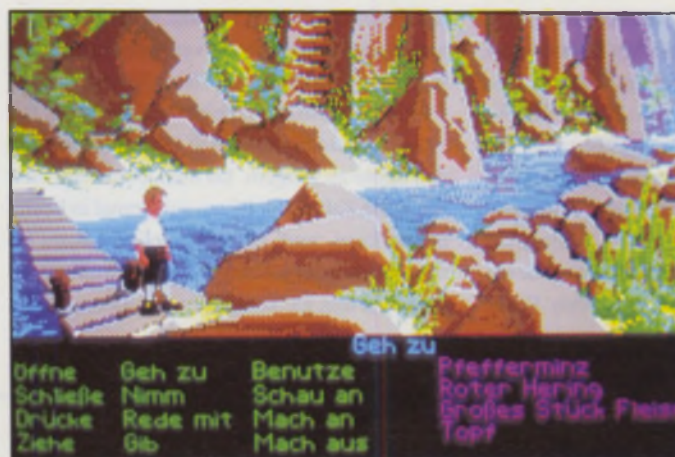 Geh zu
Öffne Geh zu Benutze Pfefferminz
Schließe Nimm Schau an Roter Hering
Drücke Rede mit Mach an Großes Stück Fleis
Ziehe Gib Mach aus Topf